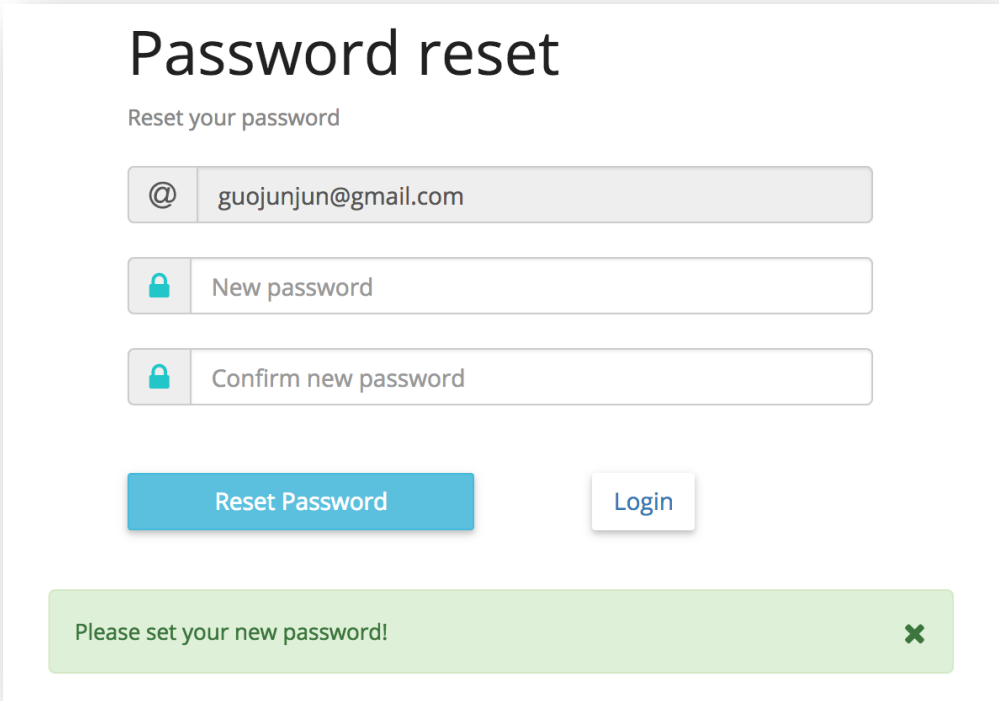 Password reset
Reset your password
@ guojunjun@gmail.com
New password
Confirm new password
Reset Password Login
Please set your new password!